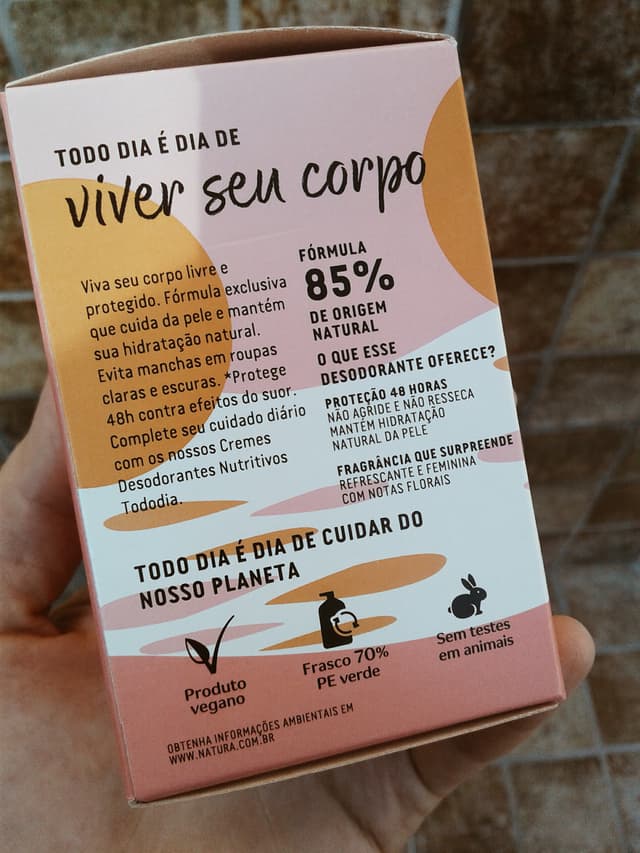 TODO DIA É DIA DE
viver seu corpo
Viva seu corpo livre e
protegido. Fórmula exclusiva
que cuida da pele e mantém
sua hidratação natural.
Evita manchas em roupas
claras e escuras. *Protege
48h contra efeitos do suor.
Complete seu cuidado diário
com os nossos Cremes
Desodorantes Nutritivos
Tododia.
FÓRMULA
85%
DE ORIGEM
NATURAL
O QUE ESSE
DESODORANTE OFERECE?
PROTEÇÃO 48 HORAS
NÃO AGRIDE E NÃO RESSECA
MANTÉM HIDRATAÇÃO
NATURAL DA PELE
FRAGRÂNCIA QUE SURPREENDE
REFRESCANTE E FEMININA
COM NOTAS FLORAIS
TODO DIA É DIA DE CUIDAR DO
NOSSO PLANETA
Produto
vegano
Frasco 70%
PE verde
Sem testes
em animais
OBTENHA INFORMAÇÕES AMBIENTAIS EM
WWW.NATURA.COM.BR